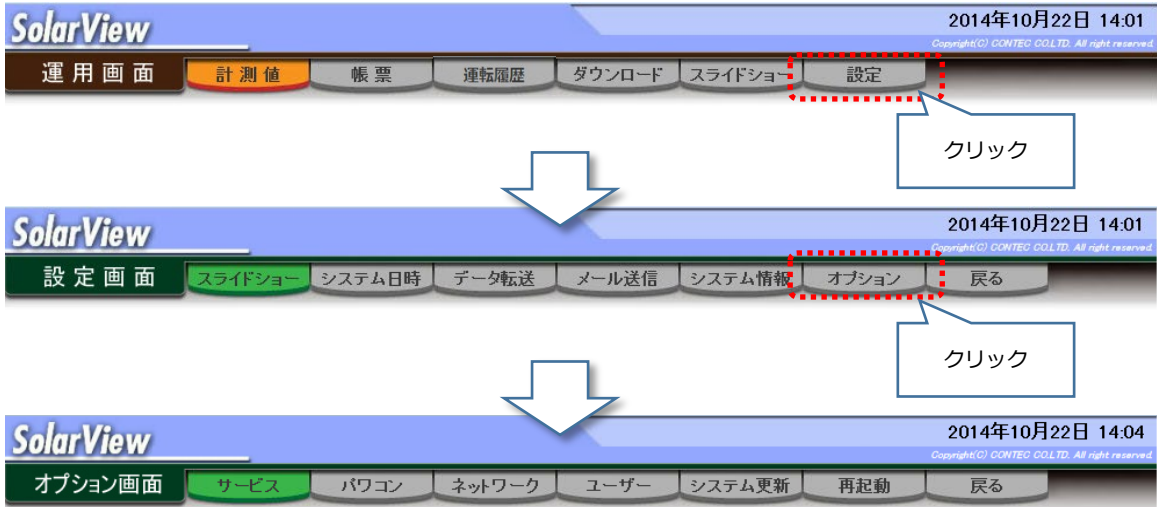 SolarView 2014年10月22日 14:01
Copyright(C) CONTEC CO.LTD. All right reserved.
運用画面 計測値 帳票 運転履歴 ダウンロード スライドショー 設定
クリック
SolarView 2014年10月22日 14:01
Copyright(C) CONTEC CO.LTD. All right reserved.
設定画面 スライドショー システム日時 データ転送 メール送信 システム情報 オプション 戻る
クリック
SolarView 2014年10月22日 14:04
Copyright(C) CONTEC CO.LTD. All right reserved.
オプション画面 サービス パワコン ネットワーク ユーザー システム更新 再起動 戻る